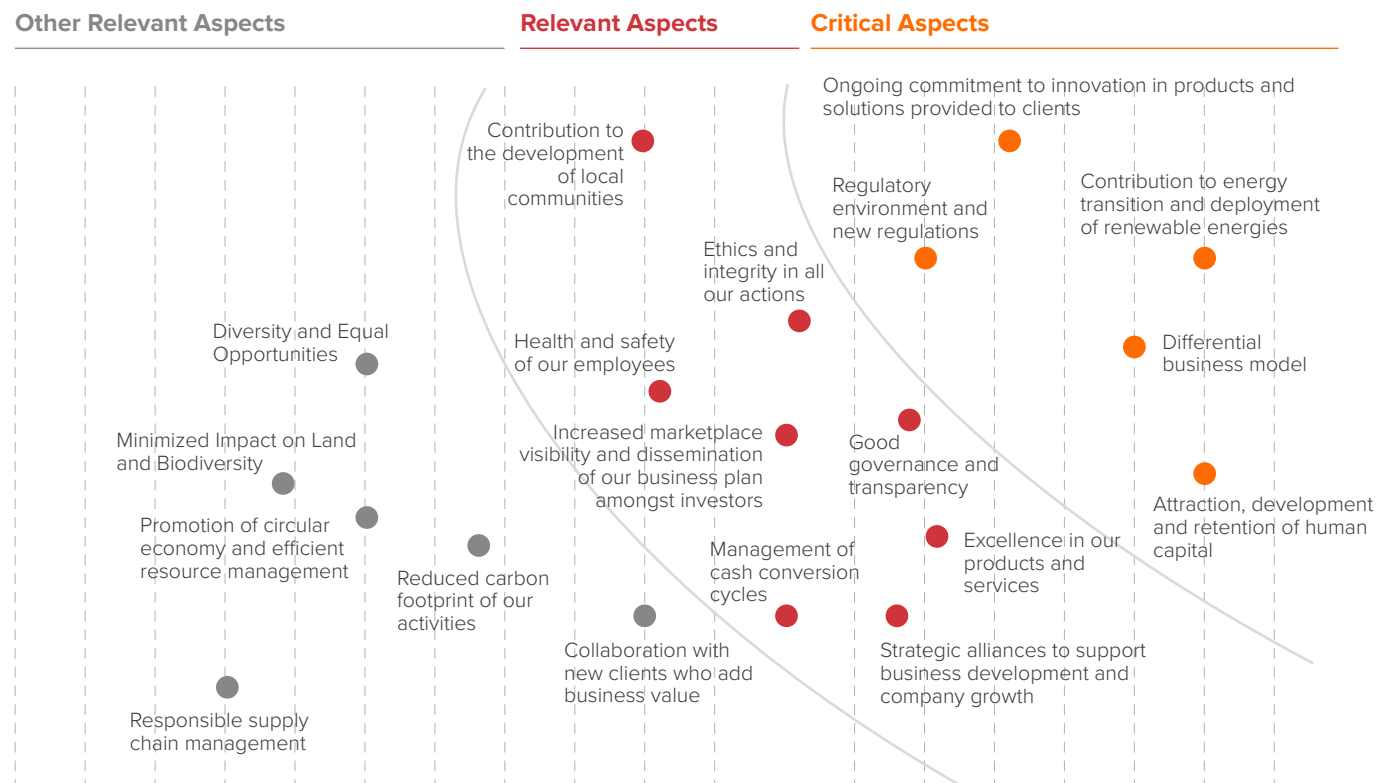 Other Relevant Aspects
Relevant Aspects
Critical Aspects
Ongoing commitment to innovation in products and
solutions provided to clients
Contribution to
the development
of local
communities
Regulatory
environment and
new regulations
Contribution to energy
transition and deployment
of renewable energies
Ethics and
integrity in all
our actions
Diversity and Equal
Opportunities
Health and safety
of our employees
Differential
business model
Minimized Impact on Land
and Biodiversity
Increased marketplace
visibility and dissemination
of our business plan
amongst investors
Good
governance and
transparency
Attraction, development
and retention of human
capital
Promotion of circular
economy and efficient
resource management
Reduced carbon
footprint of our
activities
Management of
cash conversion
cycles
Excellence in our
products and
services
Collaboration with
new clients who add
business value
Strategic alliances to support
business development and
company growth
Responsible supply
chain management